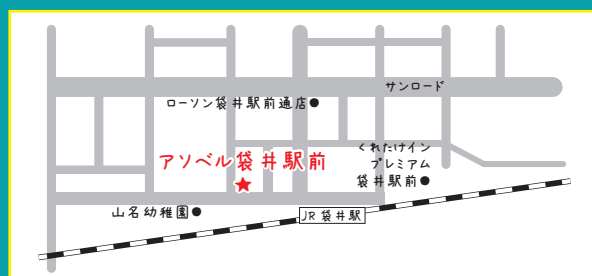 サンロード
ローソン袋井駅前通店●
くれたけイン
プレミアム
袋井駅前●
アソベル袋井駅前
★
山名幼稚園●
JR 袋井駅